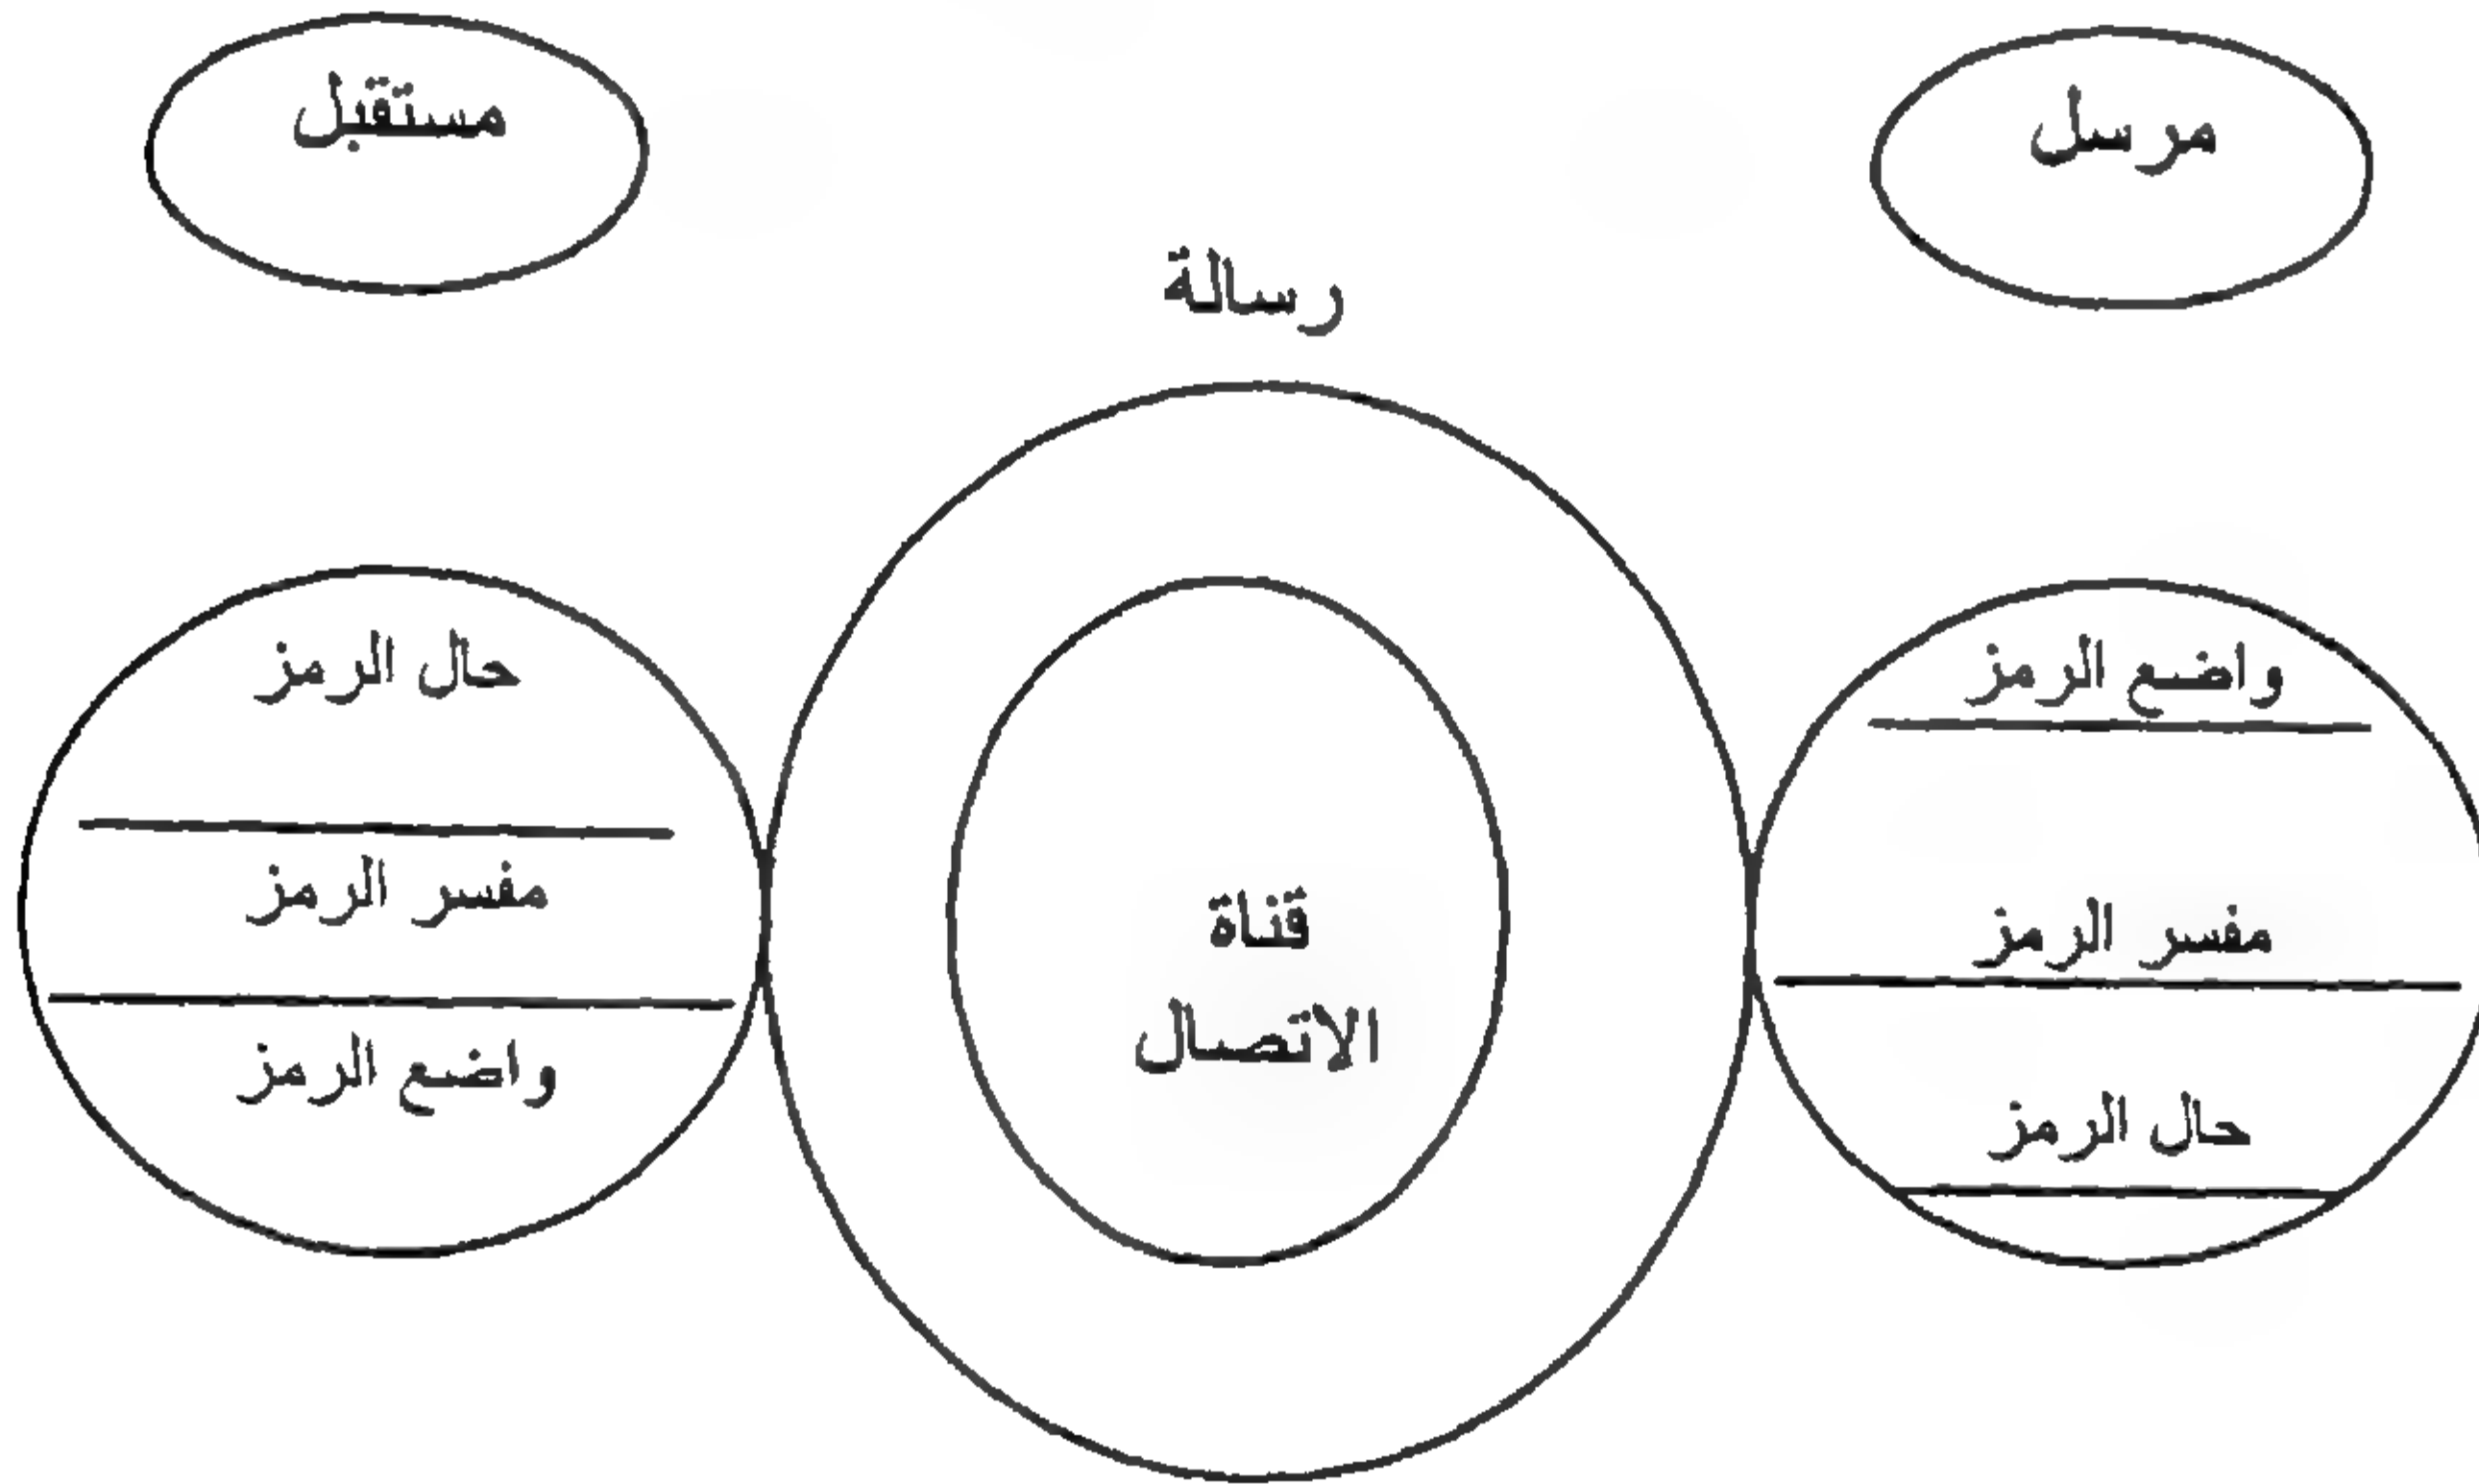 مرسل
مستقبل
رسالة
واضع الرمز
مفسر الرمز
حال الرمز
قناة
الاتصال
حال الرمز
مفسر الرمز
واضع الرمز